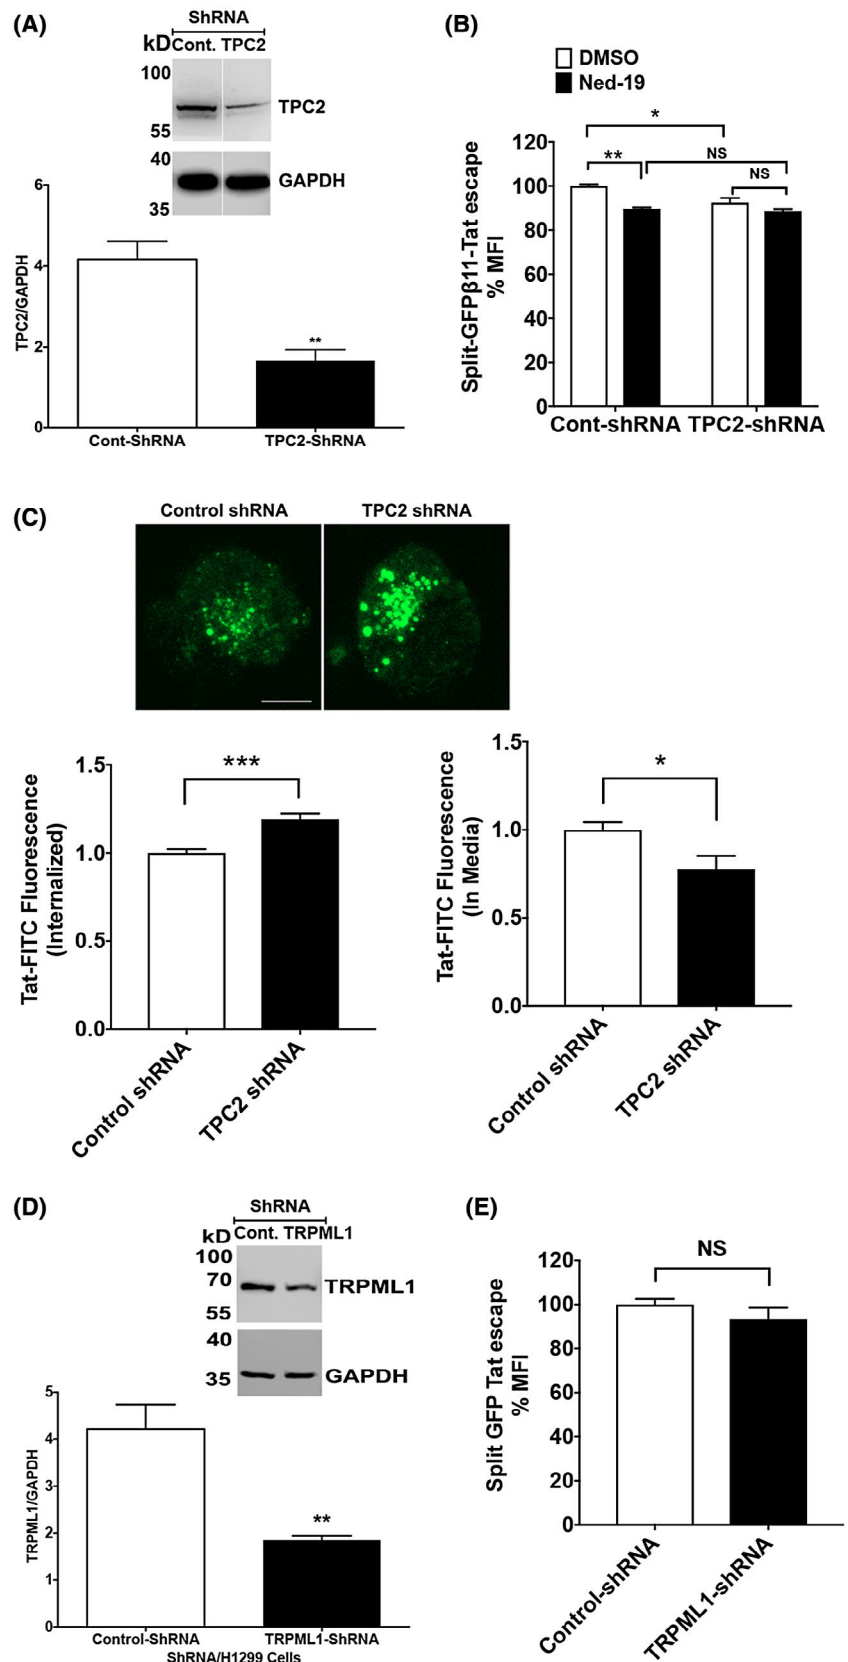 (A)
ShRNA
kD Cont. TPC2
100
TPC2
55
40
GAPDH
35
6
4
2
0
TPC2/GAPDH
**
Cont-ShRNA TPC2-ShRNA
(B)
DMSO
Ned-19
*
**
NS
NS
120
100
80
60
40
20
0
Split-GFPβ11-Tat escape
% MFI
Cont-shRNA TPC2-shRNA
(C)
Control shRNA TPC2 shRNA
1.5
1.0
0.5
0.0
Tat-FITC Fluorescence
(Internalized)
***
Control shRNA
TPC2 shRNA
1.5
1.0
0.5
0.0
Tat-FITC Fluorescence
(In Media)
*
Control shRNA
TPC2 shRNA
(D)
ShRNA
kD Cont. TRPML1
100
70
TRPML1
55
40
35
GAPDH
5
4
3
2
1
0
TRPML1/GAPDH
**
Control-ShRNA TRPML1-ShRNA
ShRNA/H1299 Cells
(E)
NS
120
100
80
60
40
20
0
Split GFP Tat escape
% MFI
Control-shRNA
TRPML1-shRNA